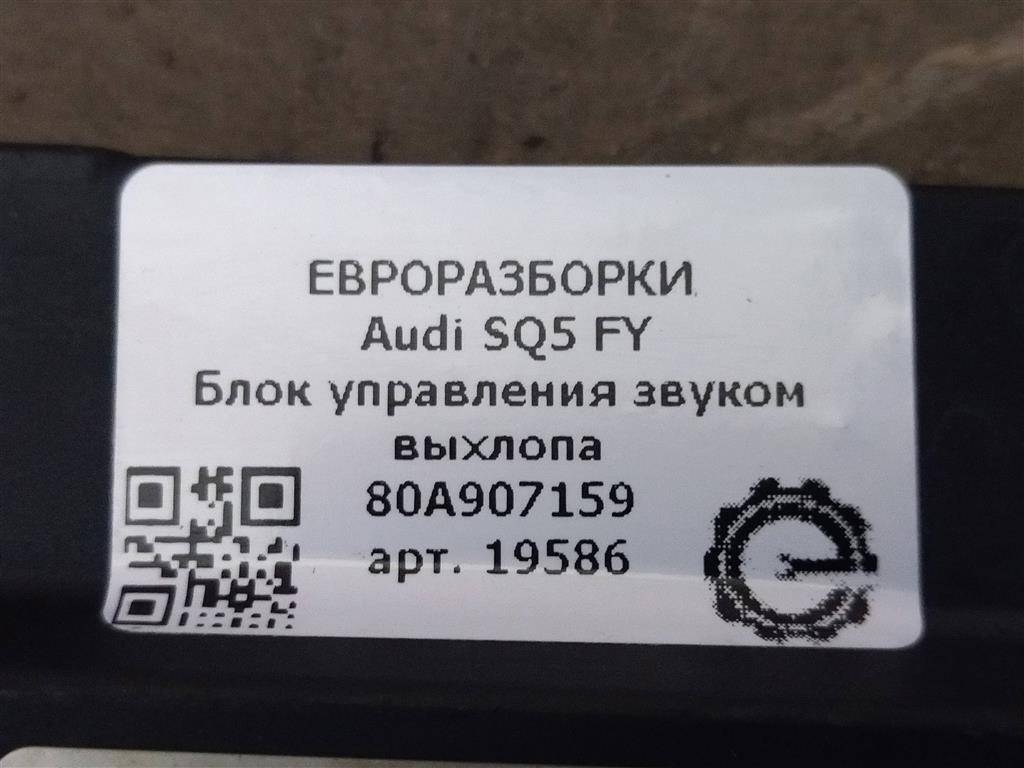 ЕВРОРАЗБОРКИ
Audi SQ5 FY
Блок управления звуком
выхлопа
80A907159
арт. 19586